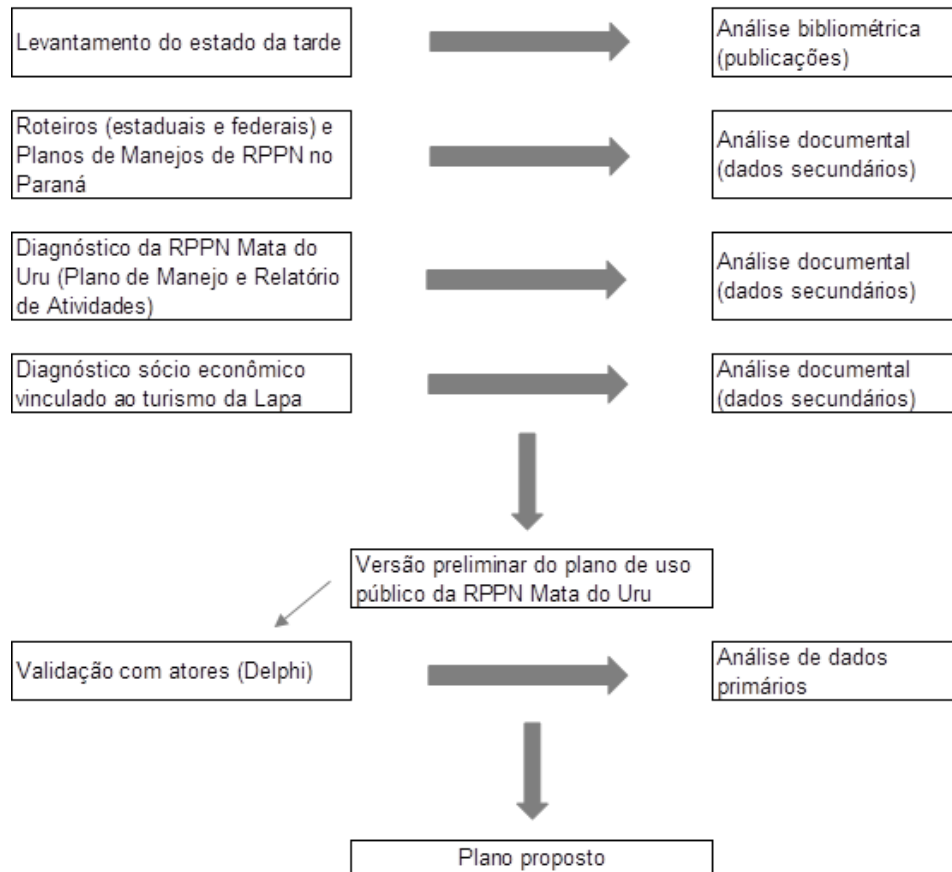 Levantamento do estado da tarde
Análise bibliométrica
(publicações)
Roteiros (estaduais e federais) e
Planos de Manejos de RPPN no
Paraná
Análise documental
(dados secundários)
Diagnóstico da RPPN Mata do
Uru (Plano de Manejo e Relatório
de Atividades)
Análise documental
(dados secundários)
Diagnóstico sócio econômico
vinculado ao turismo da Lapa
Análise documental
(dados secundários)
Versão preliminar do plano de uso
público da RPPN Mata do Uru
Validação com atores (Delphi)
Análise de dados
primários
Plano proposto